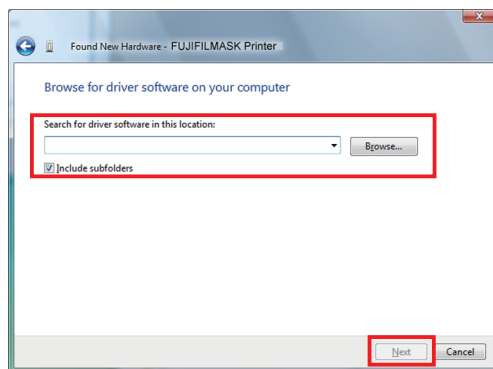 Found New Hardware - FUJIFILMASK Printer
Browse for driver software on your computer
Search for driver software in this location:
Browse...
Include subfolders
Next
Cancel